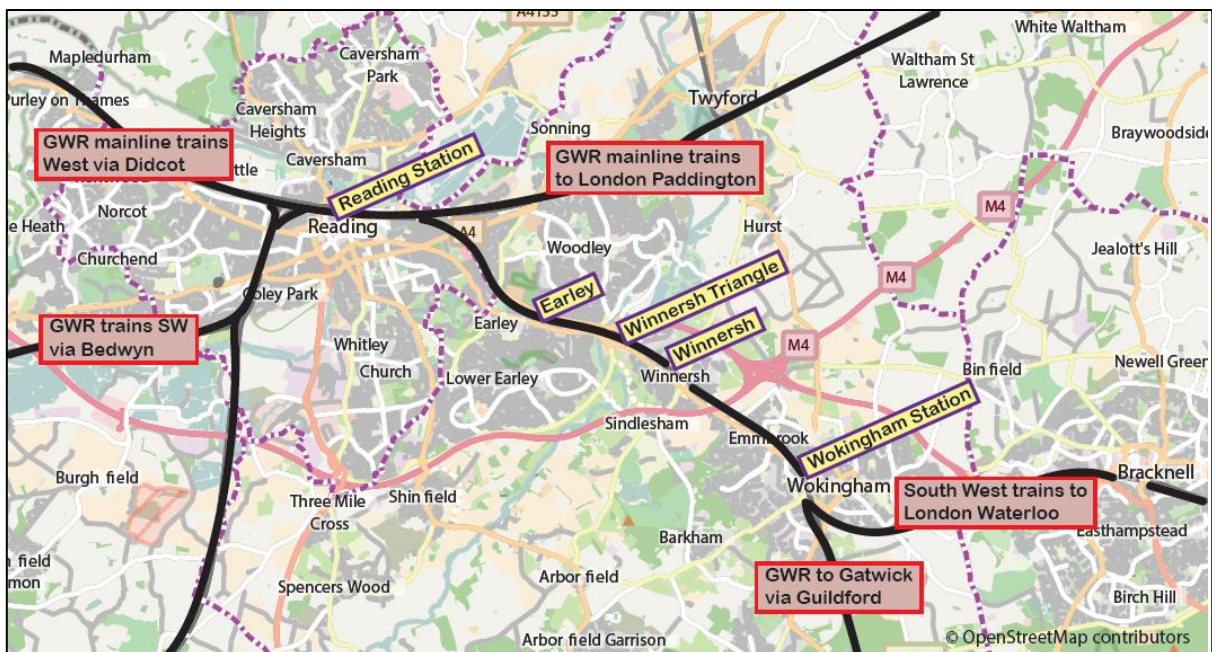 A4155
White Waltham
Mapledurham
Caversham
Park
Waltham St
Lawrence
Purley on Thames
Caversham
Heights
Twyford
Sonning
Braywoodside
GWR mainline trains
West via Didcot
Caversham
GWR mainline trains
to London Paddington
Reading Station
Norcot
Reading
A4
Woodley
Hurst
M4
Jealott's Hill
Churchend
M4
Coley Park
Earley
Winnersh Triangle
GWR trains SW
via Bedwyn
Earley
Whitley
Winnersh
M4
Newell Green
Church
Lower Earley
Winnersh
Bin field
Sindlesham
Wokingham Station
Burgh field
Shin field
Three Mile
Cross
Wokingham
Bracknell
South West trains to
London Waterloo
Easthampstead
Barkham
Spencers Wood
Arbor field
GWR to Gatwick
via Guildford
Birch Hill
Arbor field Garrison
© OpenStreetMap contributors